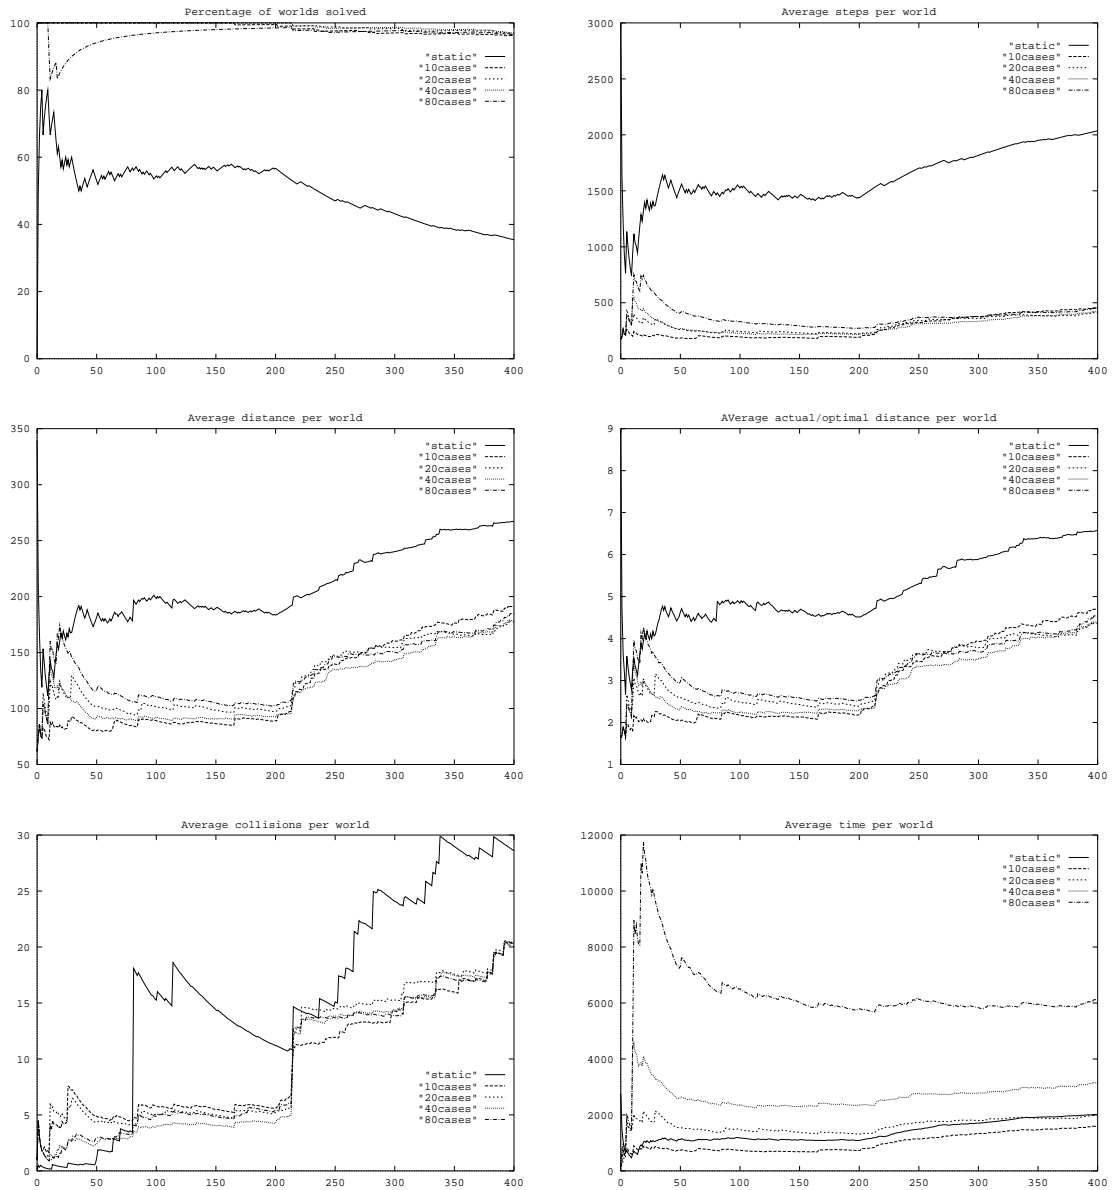 Percentage of worlds solved
100
80
60
40
20
0
"static"
"10cases"
"20cases"
"40cases"
"80cases"
0 50 100 150 200 250 300 350 400
Average steps per world
3000
2500
2000
1500
1000
500
0
"static"
"10cases"
"20cases"
"40cases"
"80cases"
0 50 100 150 200 250 300 350 400
Average distance per world
350
300
250
200
150
100
50
"static"
"10cases"
"20cases"
"40cases"
"80cases"
0 50 100 150 200 250 300 350 400
AVerage actual/optimal distance per world
9
8
7
6
5
4
3
2
1
"static"
"10cases"
"20cases"
"40cases"
"80cases"
0 50 100 150 200 250 300 350 400
Average collisions per world
30
25
20
15
10
5
0
"static"
"10cases"
"20cases"
"40cases"
"80cases"
0 50 100 150 200 250 300 350 400
Average time per world
12000
10000
8000
6000
4000
2000
0
"static"
"10cases"
"20cases"
"40cases"
"80cases"
0 50 100 150 200 250 300 350 400